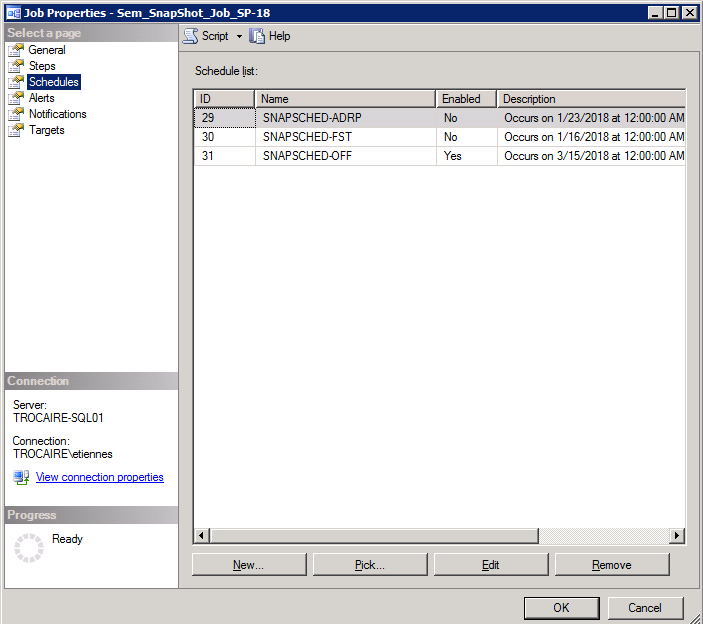 Job Properties - Sem_SnapShot_Job_SP-18
Select a page
General
Steps
Schedules
Alerts
Notifications
Targets
Script
Help
Schedule list:
ID Name Enabled Description
29 SNAPSCHED-ADRP No Occurs on 1/23/2018 at 12:00:00 AM
30 SNAPSCHED-FST No Occurs on 1/16/2018 at 12:00:00 AM
31 SNAPSCHED-OFF Yes Occurs on 3/15/2018 at 12:00:00 AM
Connection
Server:
TROCAIRE-SQL01
Connection:
TROCAIRE\etiennes
View connection properties
Progress
Ready
New... Pick... Edit Remove
OK Cancel